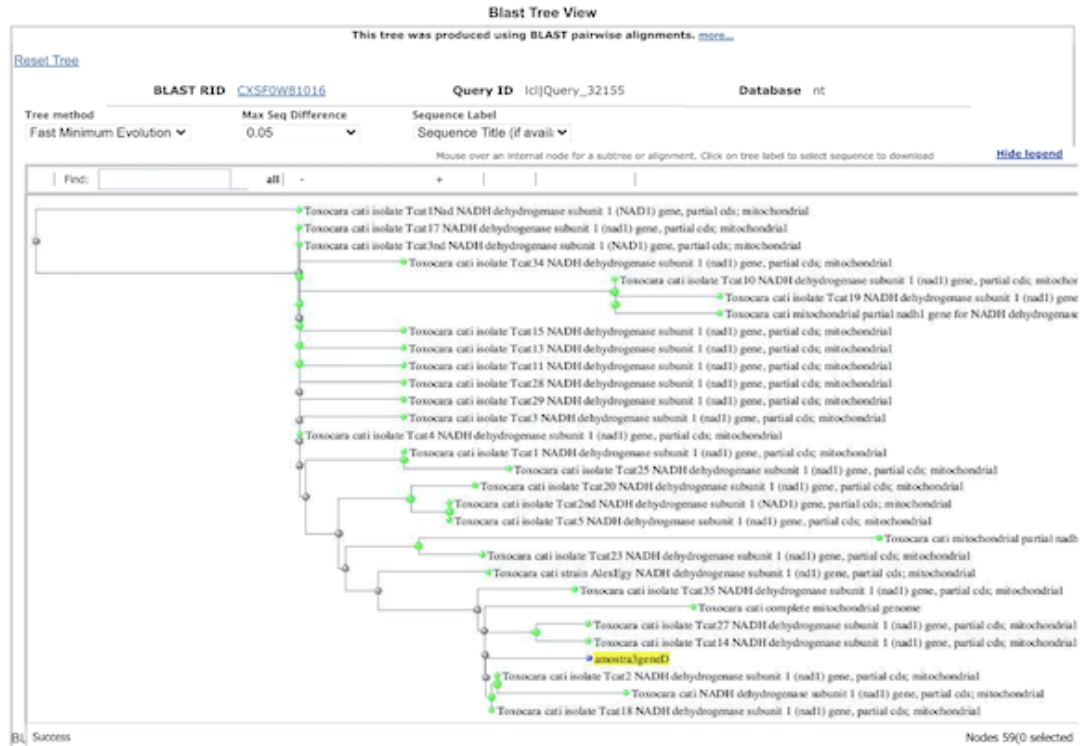 Blast Tree View
This tree was produced using BLAST pairwise alignments. more...
Reset Tree
BLAST RID CXSF0W81016 Query ID lcl|Query_32155 Database nt
Tree method Max Seq Difference Sequence Label
Fast Minimum Evolution 0.05 Sequence Title (if avail
Mouse over an internal node for a subtree or alignment. Click on tree label to select sequence to download Hide legend
Find: all - +
Toxocara cati isolate Tcat1Nad NADH dehydrogenase subunit 1 (NAD1) gene, partial cds; mitochondrial
Toxocara cati isolate Tcat17 NADH dehydrogenase subunit 1 (nad1) gene, partial cds; mitochondrial
Toxocara cati isolate Tcat3nd NADH dehydrogenase subunit 1 (NAD1) gene, partial cds; mitochondrial
Toxocara cati isolate Tcat34 NADH dehydrogenase subunit 1 (nad1) gene, partial cds; mitochondrial
Toxocara cati isolate Tcat10 NADH dehydrogenase subunit 1 (nad1) gene, partial cds; mitochor
Toxocara cati isolate Tcat19 NADH dehydrogenase subunit 1 (nad1) gene
Toxocara cati mitochondrial partial nadh1 gene for NADH dehydrogenase
Toxocara cati isolate Tcat15 NADH dehydrogenase subunit 1 (nad1) gene, partial cds; mitochondrial
Toxocara cati isolate Tcat13 NADH dehydrogenase subunit 1 (nad1) gene, partial cds; mitochondrial
Toxocara cati isolate Tcat11 NADH dehydrogenase subunit 1 (nad1) gene, partial cds; mitochondrial
Toxocara cati isolate Tcat28 NADH dehydrogenase subunit 1 (nad1) gene, partial cds; mitochondrial
Toxocara cati isolate Tcat29 NADH dehydrogenase subunit 1 (nad1) gene, partial cds; mitochondrial
Toxocara cati isolate Tcat3 NADH dehydrogenase subunit 1 (nad1) gene, partial cds; mitochondrial
Toxocara cati isolate Tcat4 NADH dehydrogenase subunit 1 (nad1) gene, partial cds; mitochondrial
Toxocara cati isolate Tcat1 NADH dehydrogenase subunit 1 (nad1) gene, partial cds; mitochondrial
Toxocara cati isolate Tcat25 NADH dehydrogenase subunit 1 (nad1) gene, partial cds; mitochondrial
Toxocara cati isolate Tcat20 NADH dehydrogenase subunit 1 (nad1) gene, partial cds; mitochondrial
Toxocara cati isolate Tcat2nd NADH dehydrogenase subunit 1 (NAD1) gene, partial cds; mitochondrial
Toxocara cati isolate Tcat5 NADH dehydrogenase subunit 1 (nad1) gene, partial cds; mitochondrial
Toxocara cati mitochondrial partial nadh
Toxocara cati isolate Tcat23 NADH dehydrogenase subunit 1 (nad1) gene, partial cds; mitochondrial
Toxocara cati strain AlexEgy NADH dehydrogenase subunit 1 (nd1) gene, partial cds; mitochondrial
Toxocara cati isolate Tcat35 NADH dehydrogenase subunit 1 (nad1) gene, partial cds; mitochondrial
Toxocara cati complete mitochondrial genome
Toxocara cati isolate Tcat27 NADH dehydrogenase subunit 1 (nad1) gene, partial cds; mitochondrial
Toxocara cati isolate Tcat14 NADH dehydrogenase subunit 1 (nad1) gene, partial cds; mitochondrial
amostra3geneD
Toxocara cati isolate Tcat2 NADH dehydrogenase subunit 1 (nad1) gene, partial cds; mitochondrial
Toxocara cati NADH dehydrogenase subunit 1 (nad1) gene, partial cds; mitochondrial
Toxocara cati isolate Tcat18 NADH dehydrogenase subunit 1 (nad1) gene, partial cds; mitochondrial
BL Success Nodes 59(0 selected